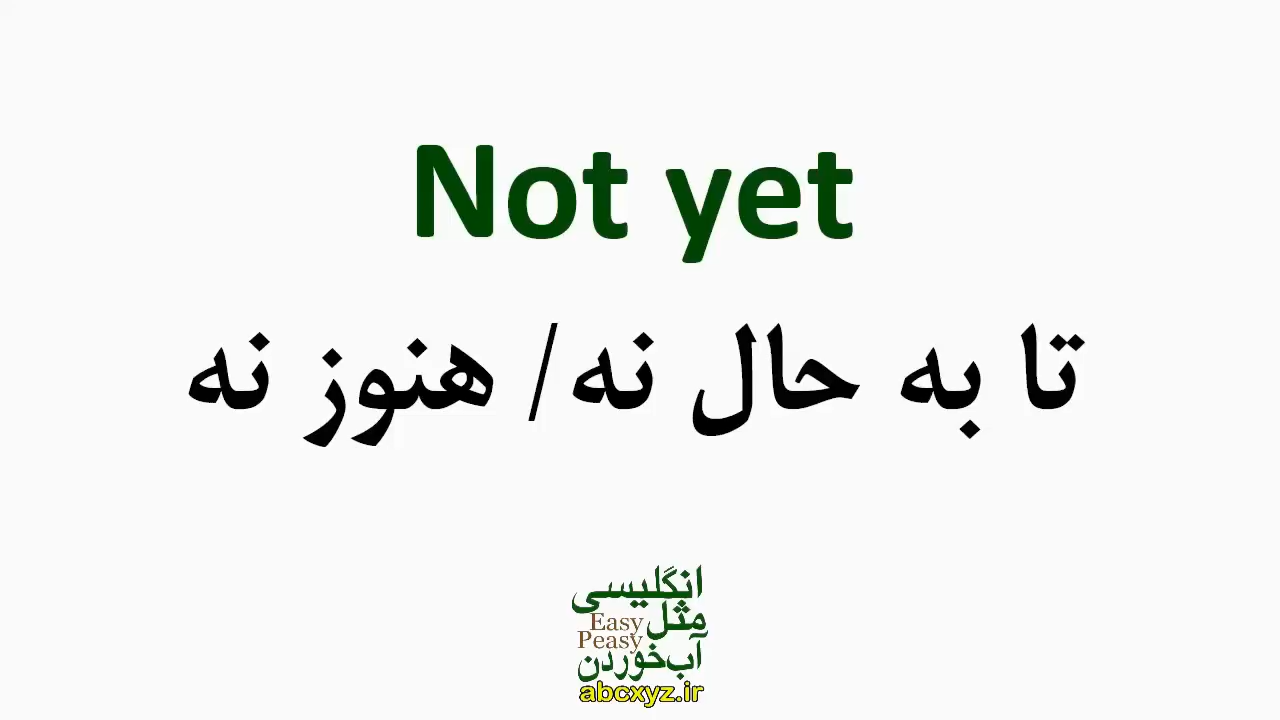 Not yet
تا به حال نه/ هنوز نه
انگلیسی
مثل Easy
Peasy
آب‌خوردن
abcxyz.ir